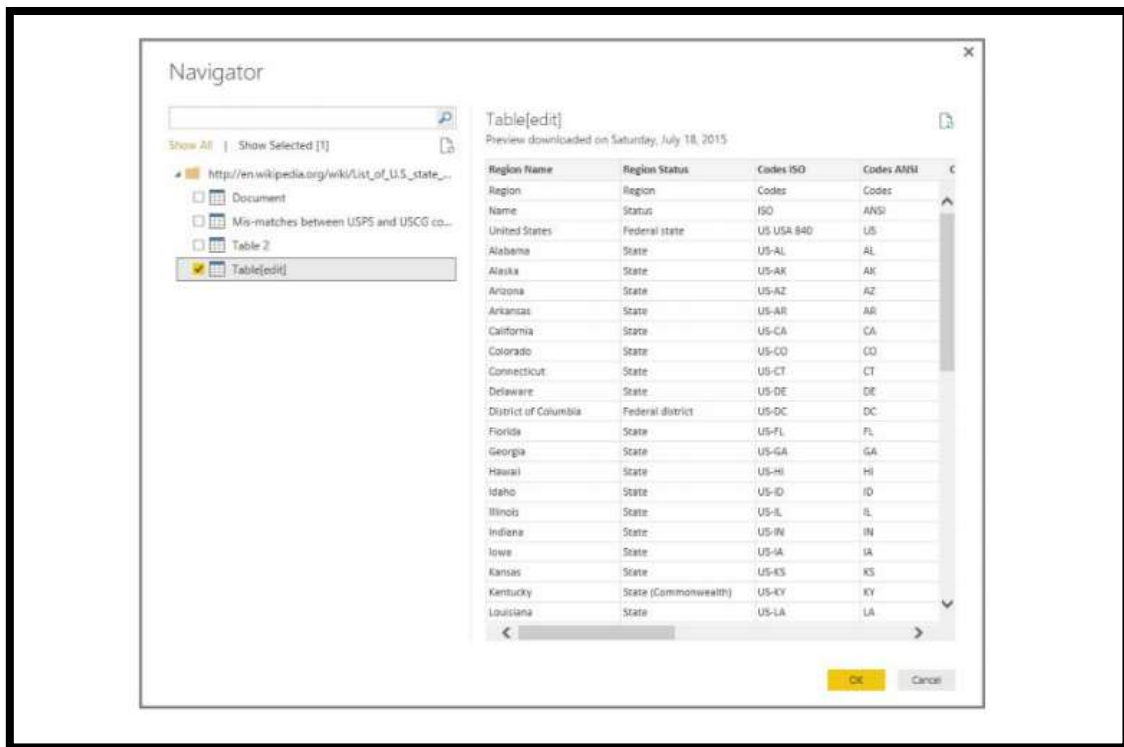 Navigator
Show All | Show Selected [1]
http://en.wikipedia.org/wiki/List_of_U.S._state_...
Document
Mis-matches between USPS and USCG co...
Table 2
Table[edit]
Table[edit]
Preview downloaded on Saturday, July 18, 2015
Region Name Region Status Codes ISO Codes ANSI C
Region Region Codes Codes
Name Status ISO ANSI
United States Federal state US USA 840 US
Alabama State US-AL AL
Alaska State US-AK AK
Arizona State US-AZ AZ
Arkansas State US-AR AR
California State US-CA CA
Colorado State US-CO CO
Connecticut State US-CT CT
Delaware State US-DE DE
District of Columbia Federal district US-DC DC
Florida State US-FL FL
Georgia State US-GA GA
Hawaii State US-HI HI
Idaho State US-ID ID
Illinois State US-IL IL
Indiana State US-IN IN
Iowa State US-IA IA
Kansas State US-KS KS
Kentucky State (Commonwealth) US-KY KY
Louisiana State US-LA LA
OK Cancel